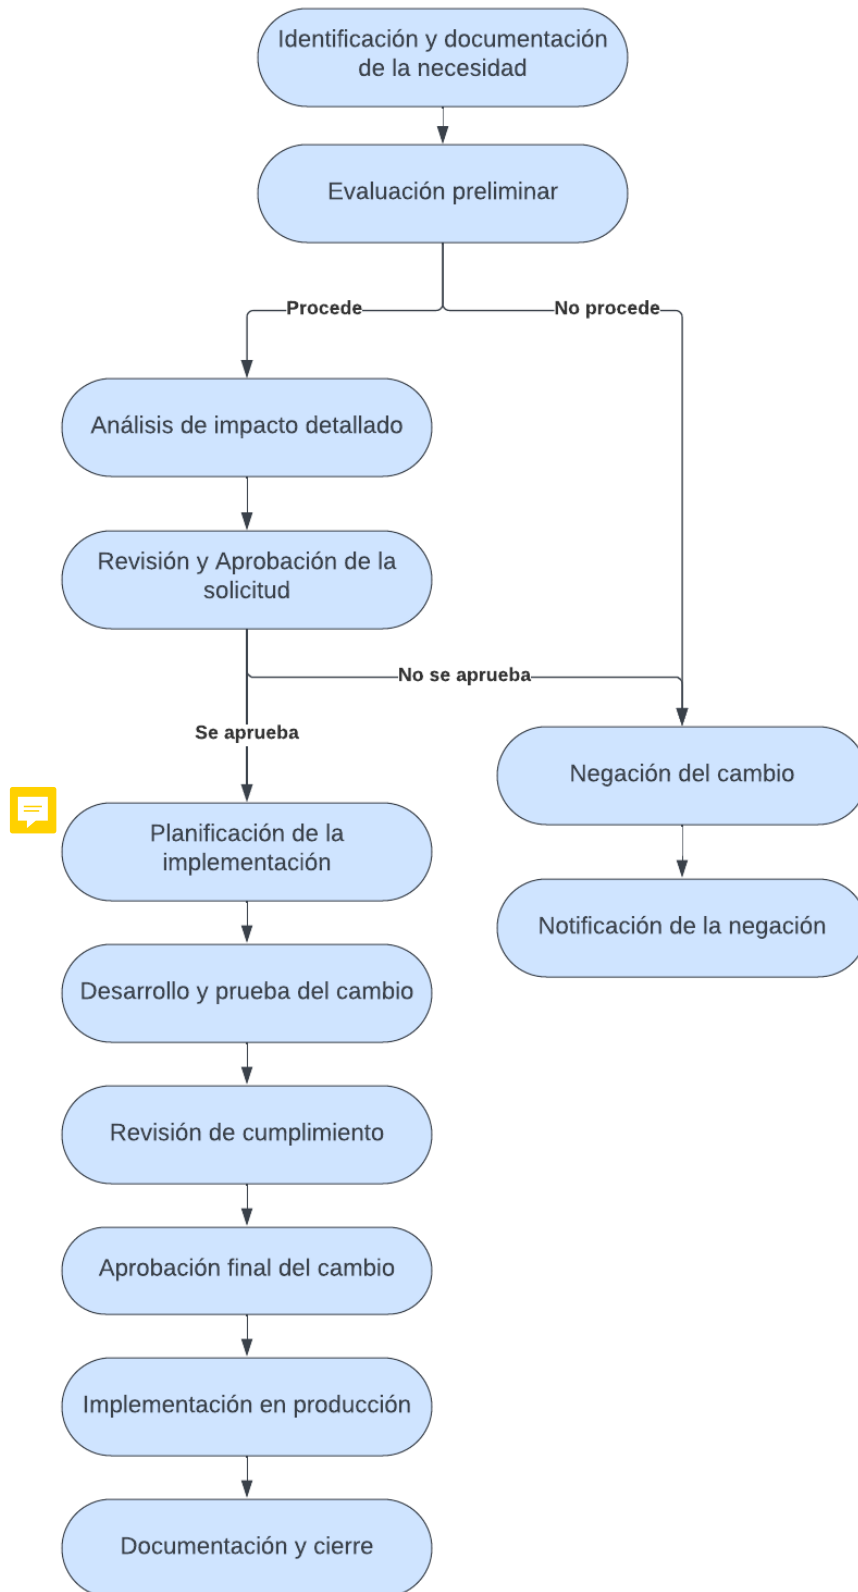 Identificación y documentación
de la necesidad
Evaluación preliminar
Procede
No procede
Análisis de impacto detallado
Revisión y Aprobación de la
solicitud
No se aprueba
Se aprueba
Negación del cambio
Planificación de la
implementación
Notificación de la negación
Desarrollo y prueba del cambio
Revisión de cumplimiento
Aprobación final del cambio
Implementación en producción
Documentación y cierre